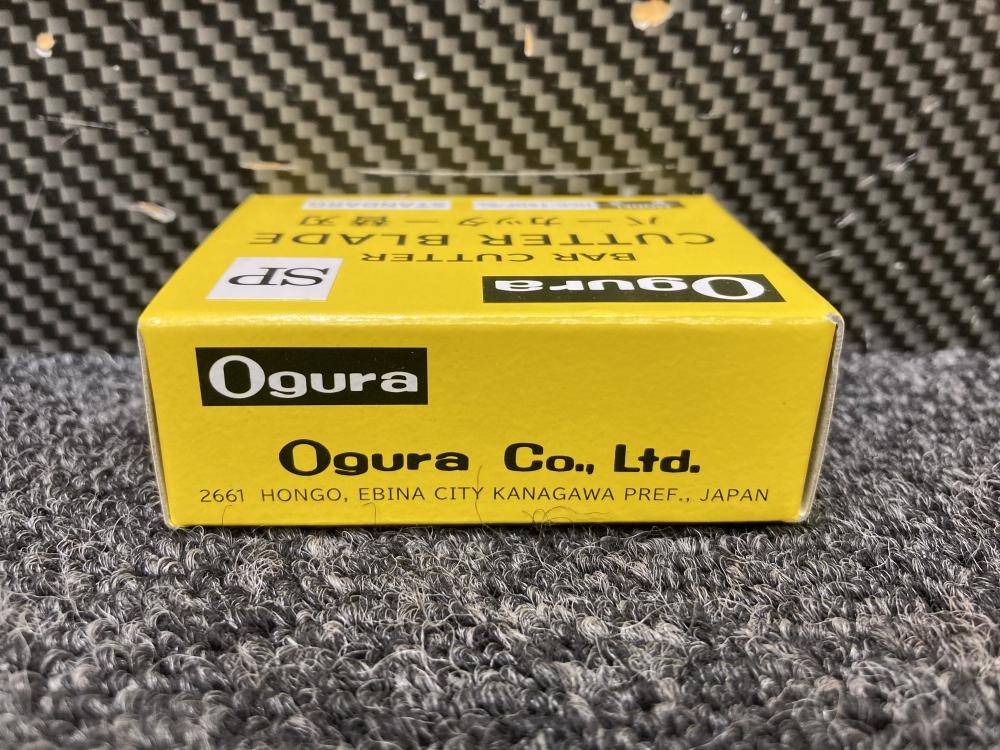 Ogura
Ogura Co., Ltd.
2661 HONGO, EBINA CITY KANAGAWA PREF., JAPAN
Ogura
BAR CUTTER
CUTTER BLADE
バーカッター替刃
SP
STANDARD